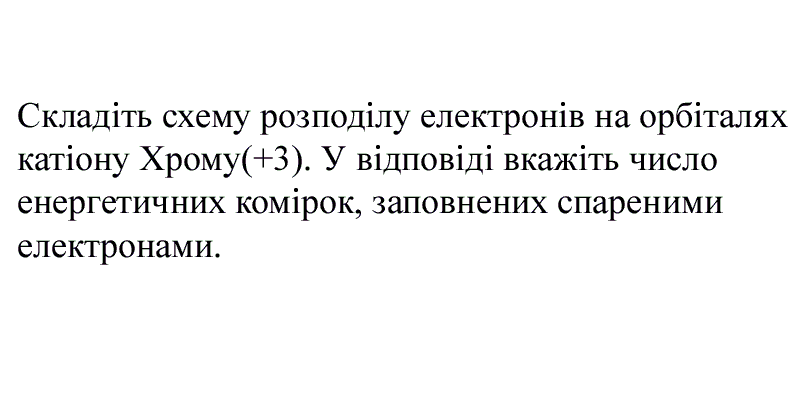 Складіть схему розподілу електронів на орбіталях
катіону Хрому(+3). У відповіді вкажіть число
енергетичних комірок, заповнених спареними
електронами.